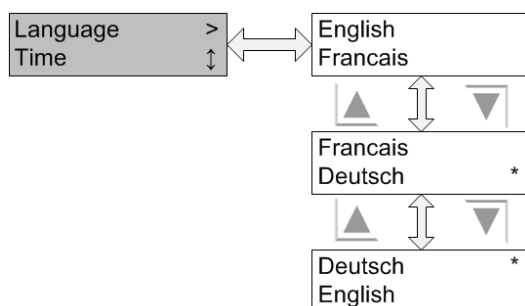 Language >
Time ↕
English
Francais
Francais
Deutsch *
Deutsch *
English